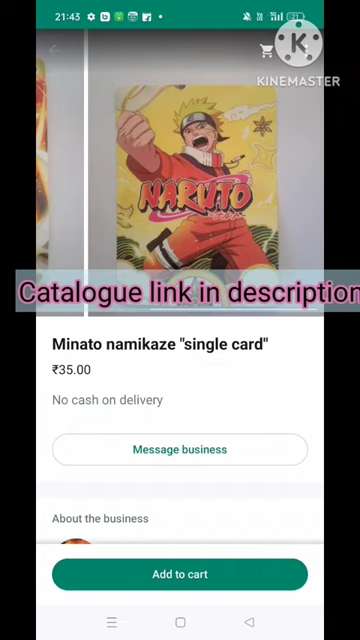 21:43
21
KINEMASTER
NARUTO
Catalogue link in description
Minato namikaze "single card"
₹35.00
No cash on delivery
Message business
About the business
Add to cart